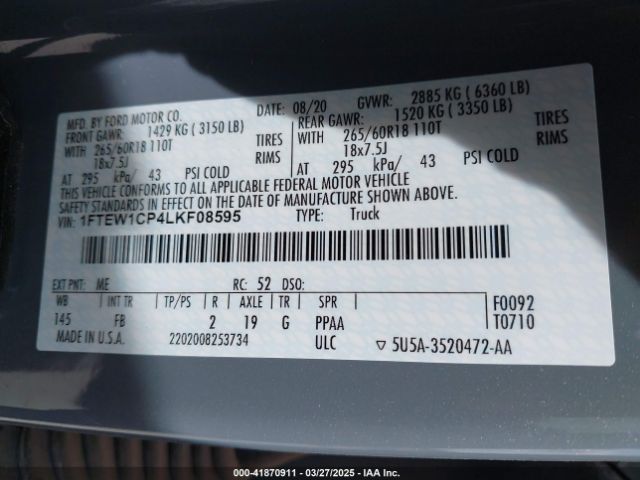 MFD. BY FORD MOTOR CO.
DATE: 08/20 GVWR: 2885 KG ( 6360 LB)
FRONT GAWR: 1429 KG ( 3150 LB) REAR GAWR: 1520 KG ( 3350 LB)
WITH 265/60R18 110T TIRES WITH 265/60R18 110T TIRES
18x7.5J RIMS 18x7.5J RIMS
AT 295 kPa/ 43 PSI COLD AT 295 kPa/ 43 PSI COLD
THIS VEHICLE CONFORMS TO ALL APPLICABLE FEDERAL MOTOR VEHICLE
SAFETY STANDARDS IN EFFECT ON THE DATE OF MANUFACTURE SHOWN ABOVE.
VIN: 1FTEW1CP4LKF08595 TYPE: Truck
EXT PNT: ME RC: 52 DSO:
WB INT TR TP/PS R AXLE TR SPR F0092
145 FB 2 19 G PPAA T0710
MADE IN U.S.A. 2202008253734 ULC ▽ 5U5A-3520472-AA
000-41870911 — 03/27/2025 — IAA Inc.